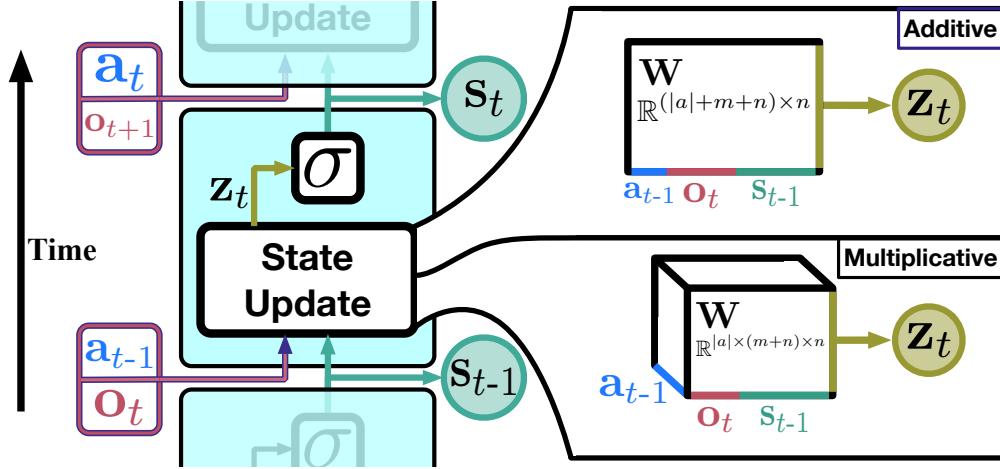 Update
Additive
a_t
o_{t+1}
s_t
W
ℝ^{(|a|+m+n)×n}
z_t
σ
z_t
a_{t-1} o_t s_{t-1}
Time
State
Update
Multiplicative
W
ℝ^{|a|×(m+n)×n}
z_t
a_{t-1}
o_t
s_{t-1}
a_{t-1}
o_t s_{t-1}
σ